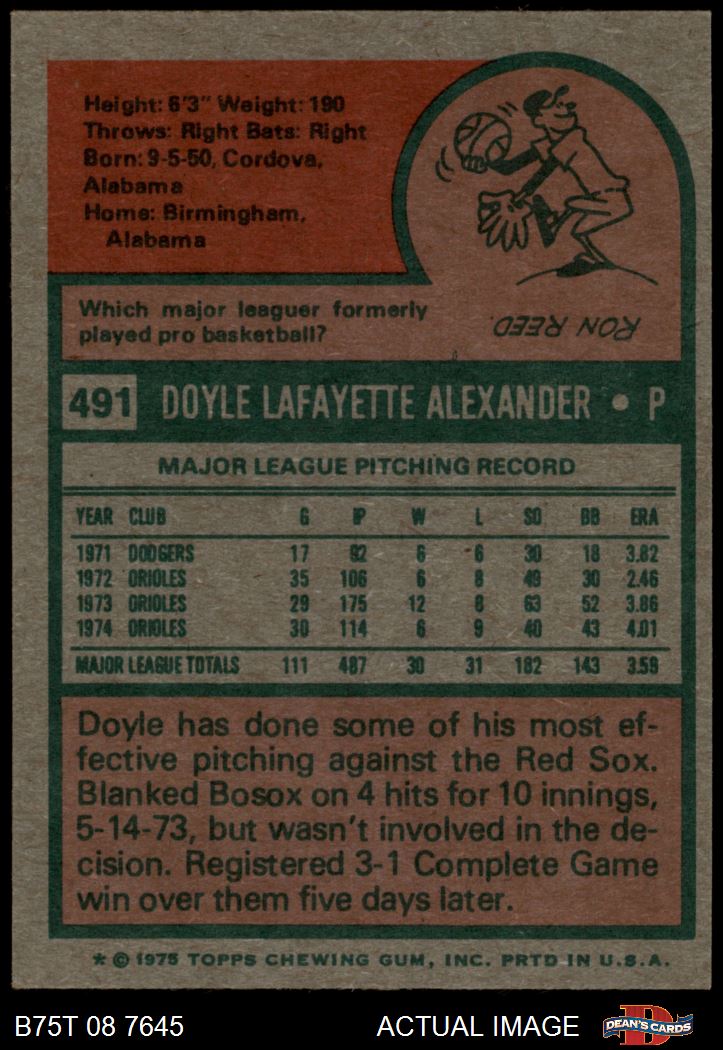 Height: 6'3" Weight: 190
Throws: Right Bats: Right
Born: 9-5-50, Cordova,
Alabama
Home: Birmingham,
Alabama
Which major leaguer formerly
played pro basketball?
RON REED.
491 DOYLE LAFAYETTE ALEXANDER • P
MAJOR LEAGUE PITCHING RECORD
YEAR CLUB G IP W L SO BB ERA
1971 DODGERS 17 92 6 6 30 18 3.82
1972 ORIOLES 35 106 6 8 49 30 2.46
1973 ORIOLES 29 175 12 8 63 52 3.86
1974 ORIOLES 30 114 6 9 40 43 4.01
MAJOR LEAGUE TOTALS 111 487 30 31 182 143 3.59
Doyle has done some of his most ef-
fective pitching against the Red Sox.
Blanked Bosox on 4 hits for 10 innings,
5-14-73, but wasn't involved in the de-
cision. Registered 3-1 Complete Game
win over them five days later.
* © 1975 TOPPS CHEWING GUM, INC. PRTD IN U.S.A.
B75T 08 7645 ACTUAL IMAGE D DEAN'S CARDS